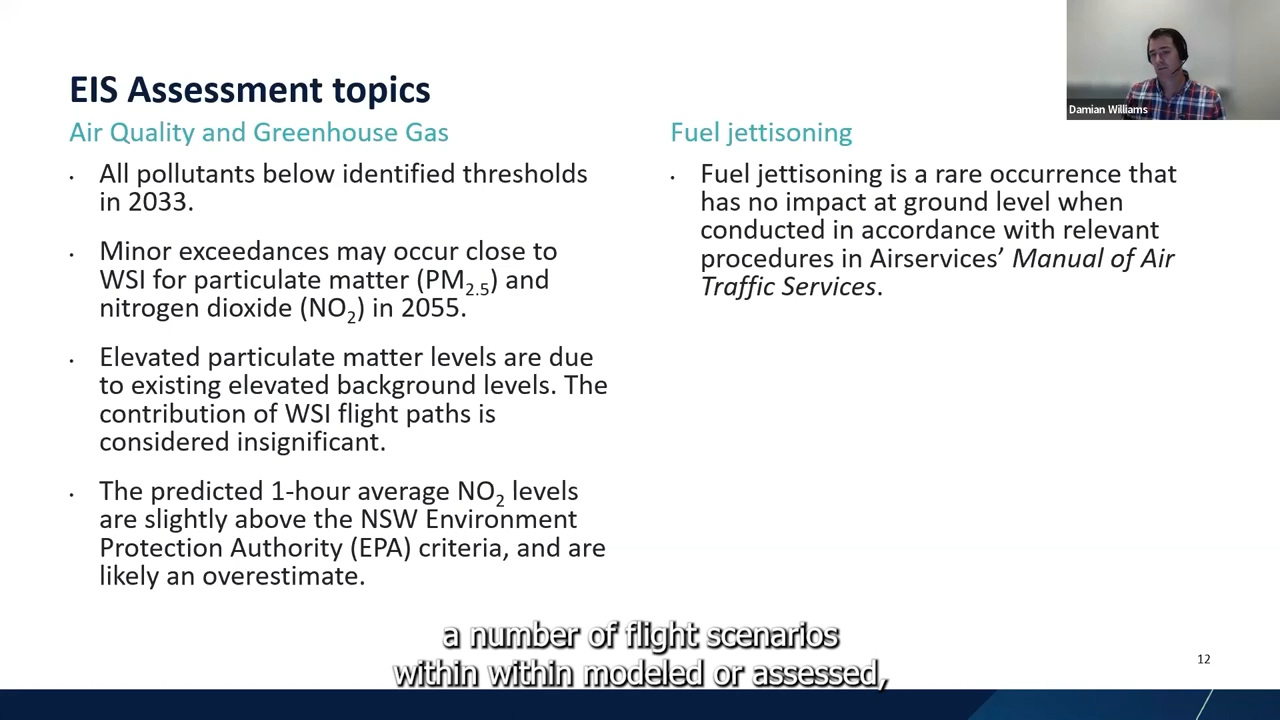 EIS Assessment topics
Air Quality and Greenhouse Gas
• All pollutants below identified thresholds
in 2033.
• Minor exceedances may occur close to
WSI for particulate matter (PM2.5) and
nitrogen dioxide (NO2) in 2055.
• Elevated particulate matter levels are due
to existing elevated background levels. The
contribution of WSI flight paths is
considered insignificant.
• The predicted 1-hour average NO2 levels
are slightly above the NSW Environment
Protection Authority (EPA) criteria, and are
likely an overestimate.
Fuel jettisoning
• Fuel jettisoning is a rare occurrence that
has no impact at ground level when
conducted in accordance with relevant
procedures in Airservices’ Manual of Air
Traffic Services.
Damian Williams
a number of flight scenarios
within within modeled or assessed,
12